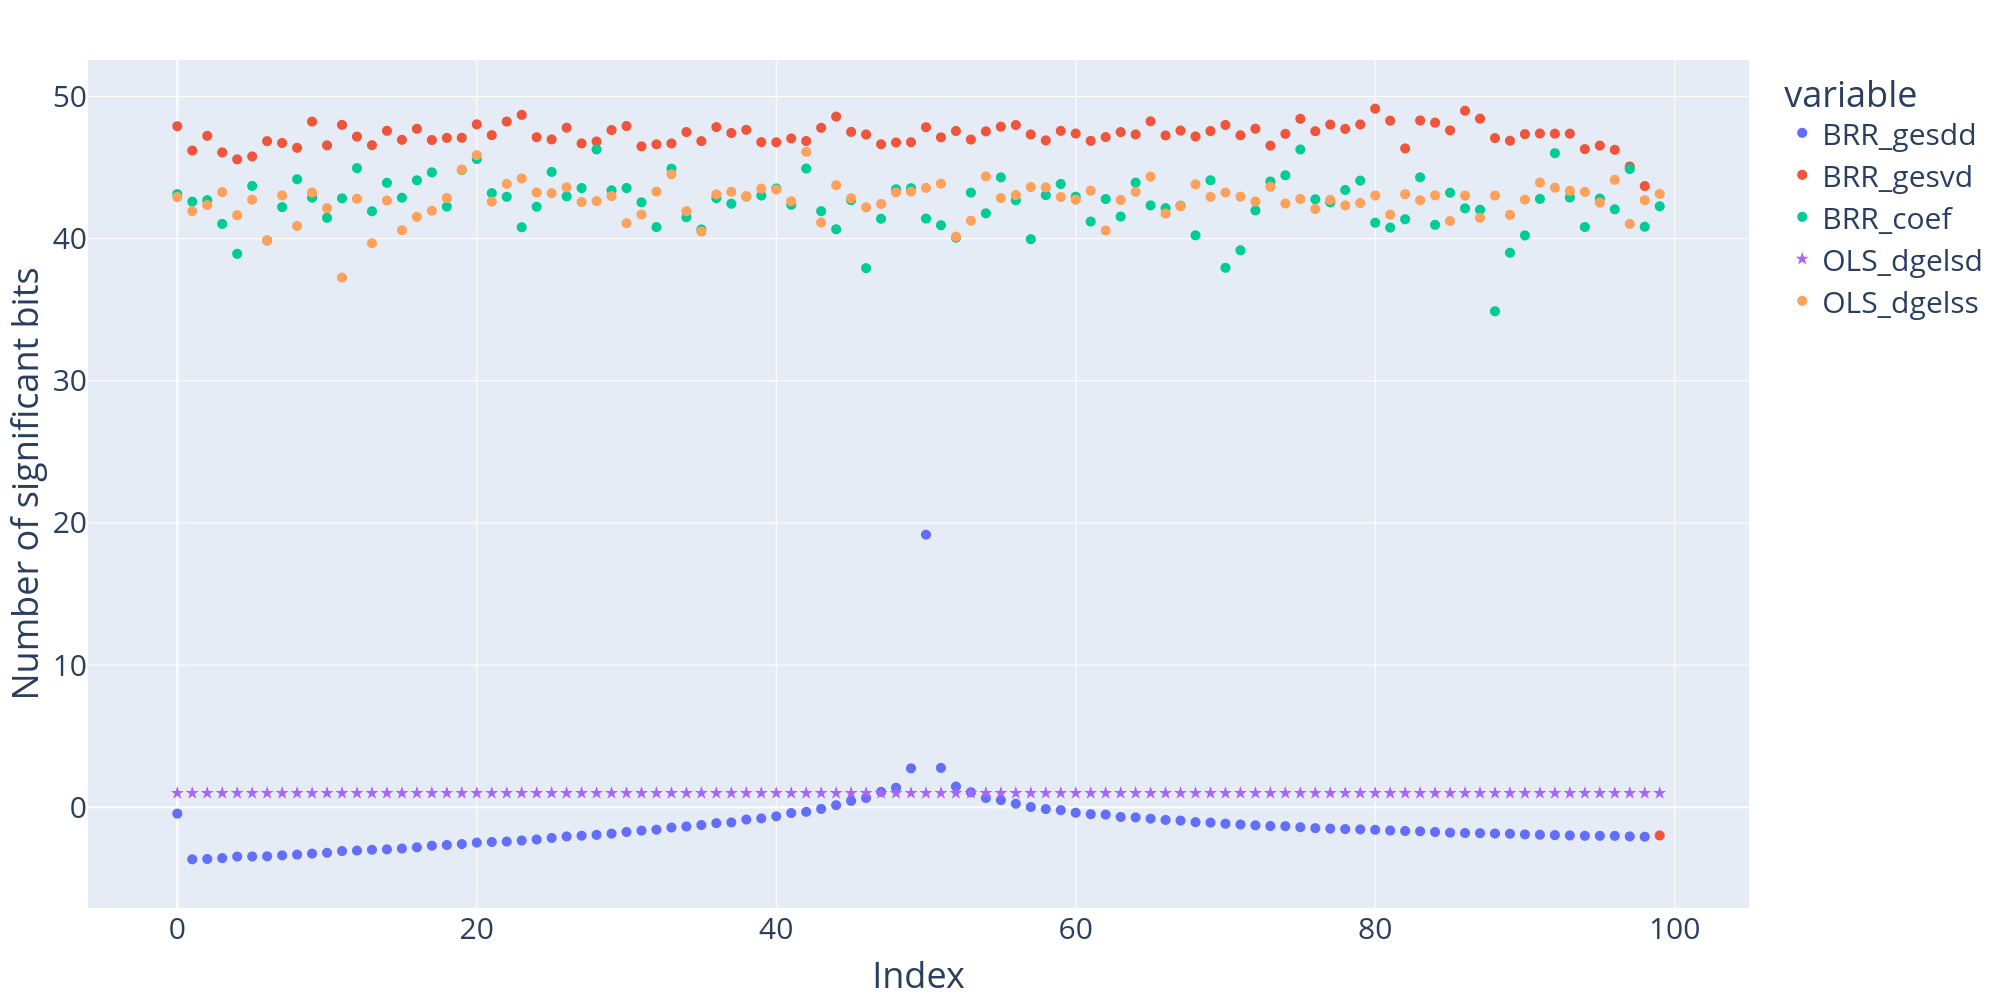 Number of significant bits
50
40
30
20
10
0
0
20
40
60
80
100
Index
variable
BRR_gesdd
BRR_gesvd
BRR_coef
OLS_dgelsd
OLS_dgelss